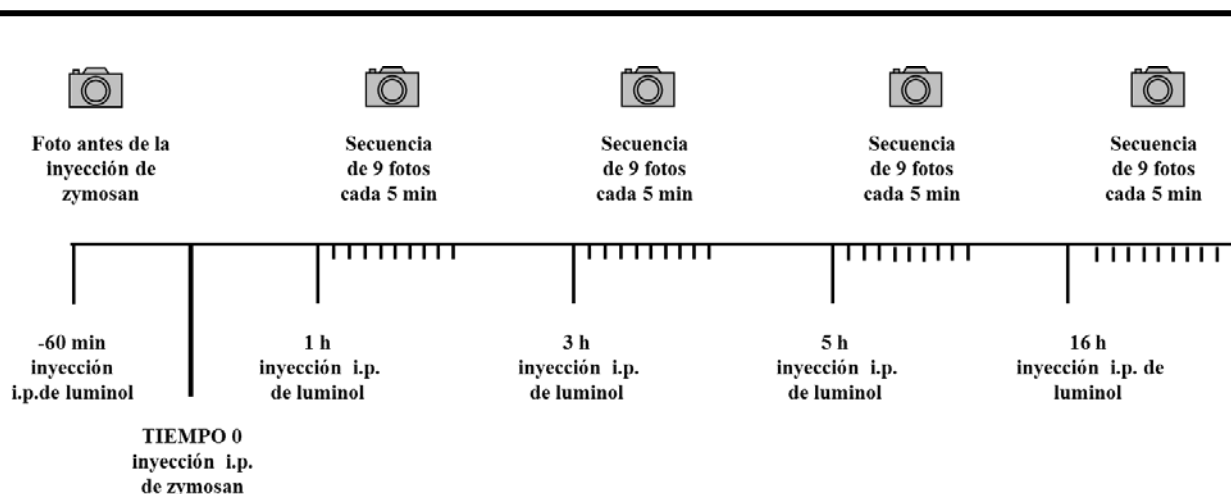 Foto antes de la
inyección de
zymosan
Secuencia
de 9 fotos
cada 5 min
Secuencia
de 9 fotos
cada 5 min
Secuencia
de 9 fotos
cada 5 min
Secuencia
de 9 fotos
cada 5 min
-60 min
inyección
i.p.de luminol
1 h
inyección i.p.
de luminol
3 h
inyección i.p.
de luminol
5 h
inyección i.p.
de luminol
16 h
inyección i.p. de
luminol
TIEMPO 0
inyección i.p.
de zymosan